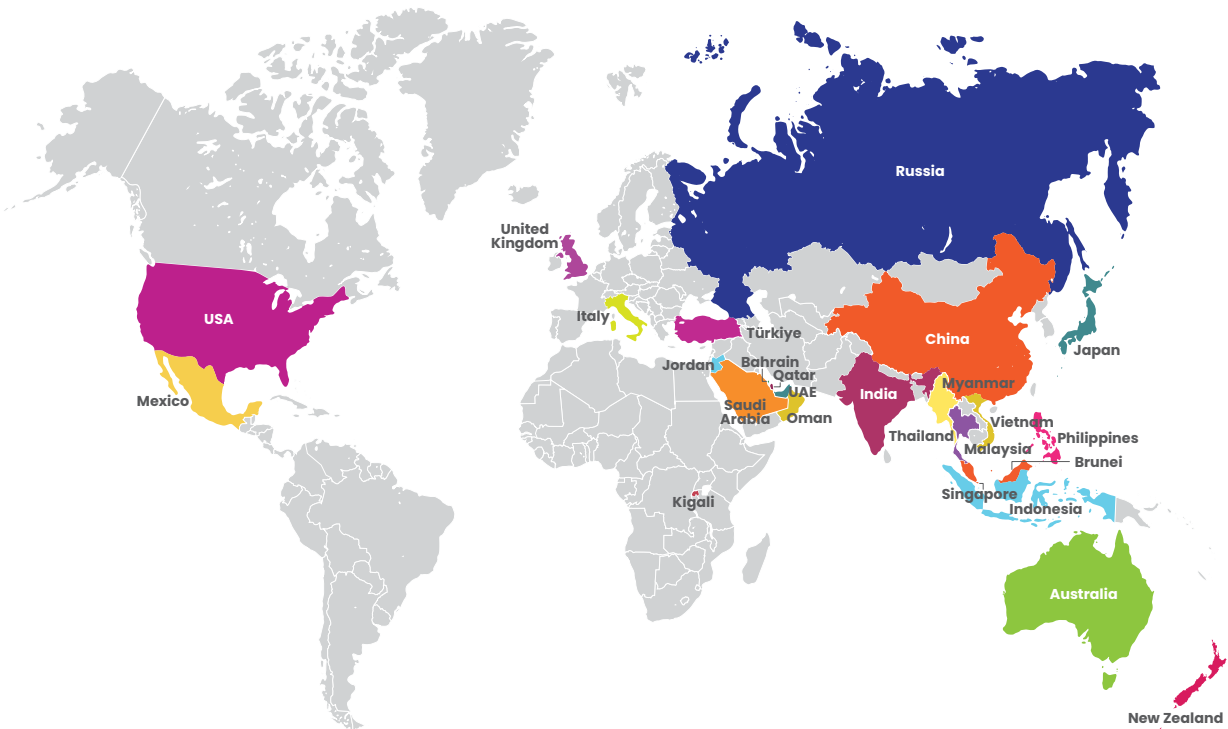 Russia
United
Kingdom
USA
Italy
Türkiye
China
Japan
Jordan
Bahrain
Qatar
UAE
Myanmar
India
Mexico
Saudi
Arabia
Oman
Vietnam
Thailand
Philippines
Malaysia
Brunei
Singapore
Kigali
Indonesia
Australia
New Zealand